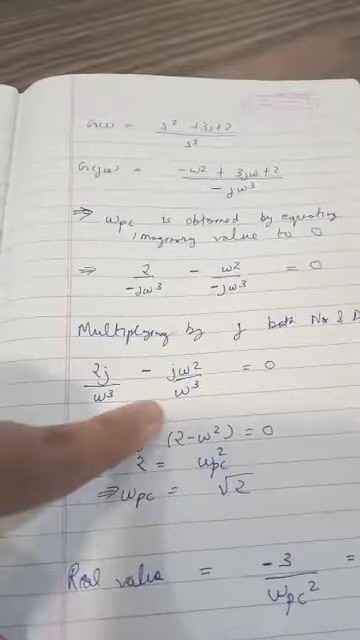 G(s) = s² + 3s + 2 / s³
G(jω) = -ω² + 3jω + 2 / -jω³
⇒ ωpc is obtained by equating
imaginary value to 0
⇒ 2 / -jω³ - ω² / -jω³ = 0
Multiplying by j both Nr & D
2j / ω³ - jω² / ω³ = 0
(2-ω²) = 0
2 = ωpc²
⇒ ωpc = √2
Real value = -3 / ωpc² =